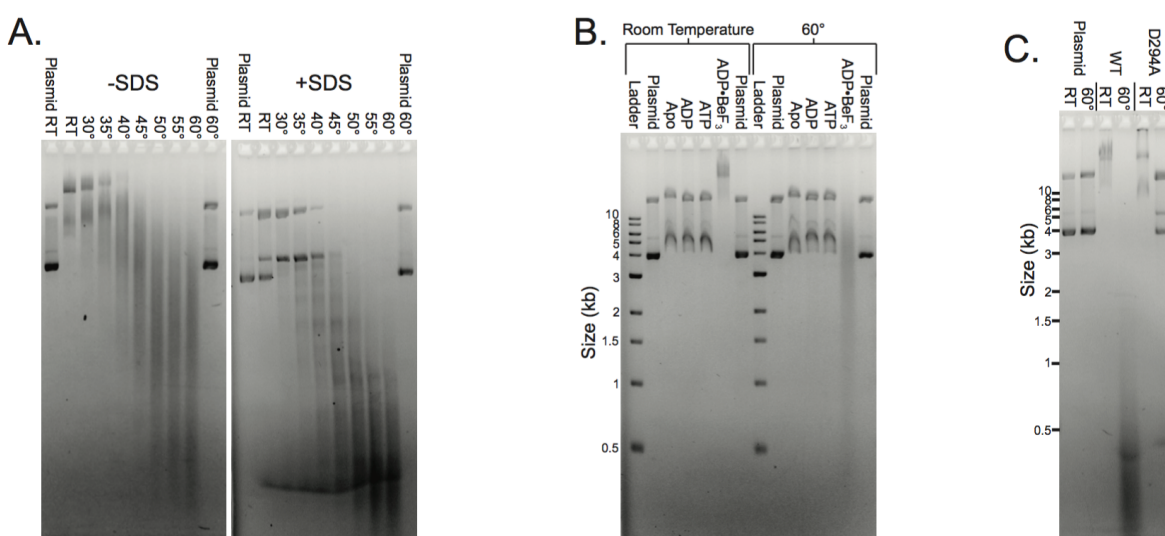 A.
-SDS
+SDS
Plasmid RT
RT
30°
35°
40°
45°
50°
55°
60°
Plasmid 60°
Plasmid RT
RT
30°
35°
40°
45°
50°
55°
60°
Plasmid 60°
B.
Room Temperature
60°
Ladder
Plasmid
Apo
ADP
ATP
ADP•BeF3
Plasmid
Ladder
Plasmid
Apo
ADP
ATP
ADP•BeF3
Plasmid
Size (kb)
10
8
6
5
4
3
2
1.5
1
0.5
C.
Plasmid
WT
D294A
RT
60°
RT
60°
RT
60°
Size (kb)
10
8
6
5
4
3
2
1.5
1
0.5